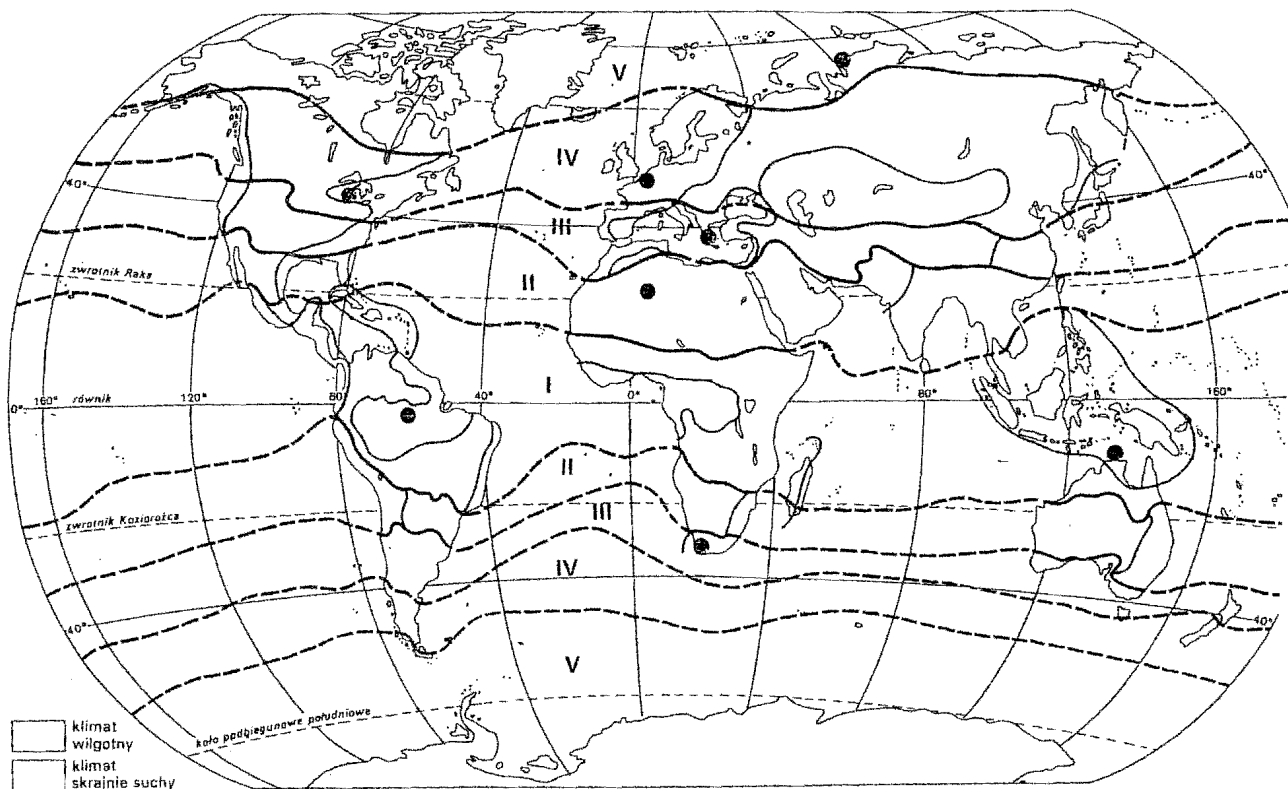 V
IV
40°
40°
III
zwrotnik Raka
II
I
0°
160°
równik
120°
80°
40°
0°
80°
160°
II
zwrotnik Koziorożca
III
IV
40°
40°
V
koło podbiegunowe południowe
klimat
wilgotny
klimat
skrajnie suchy